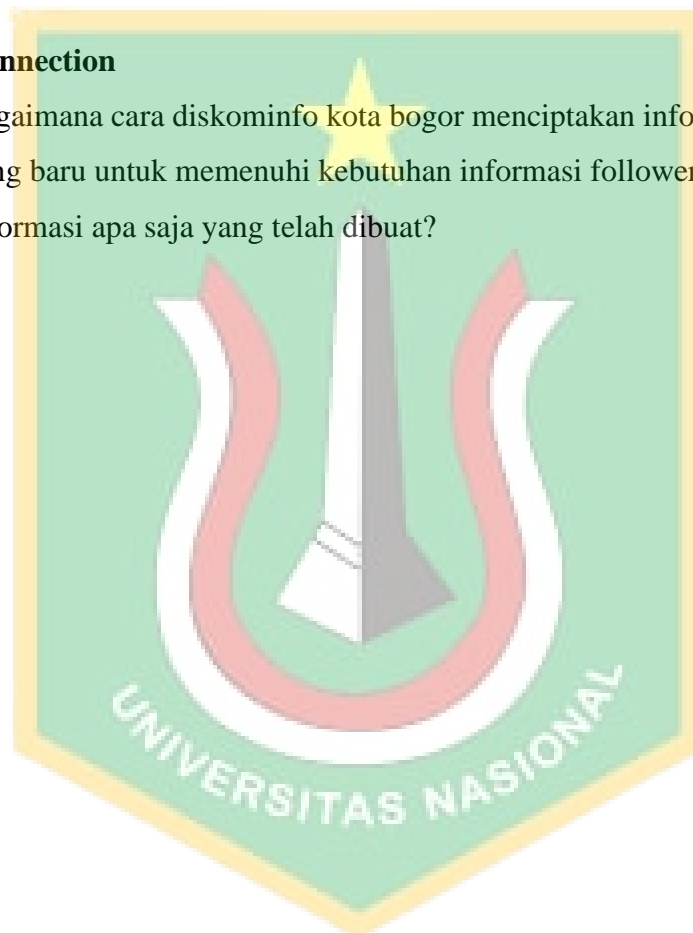 nnection
gaimana cara diskominfo kota bogor menciptakan info
ng baru untuk memenuhi kebutuhan informasi follower
ormasi apa saja yang telah dibuat?
UNIVERSITAS NASIONAL